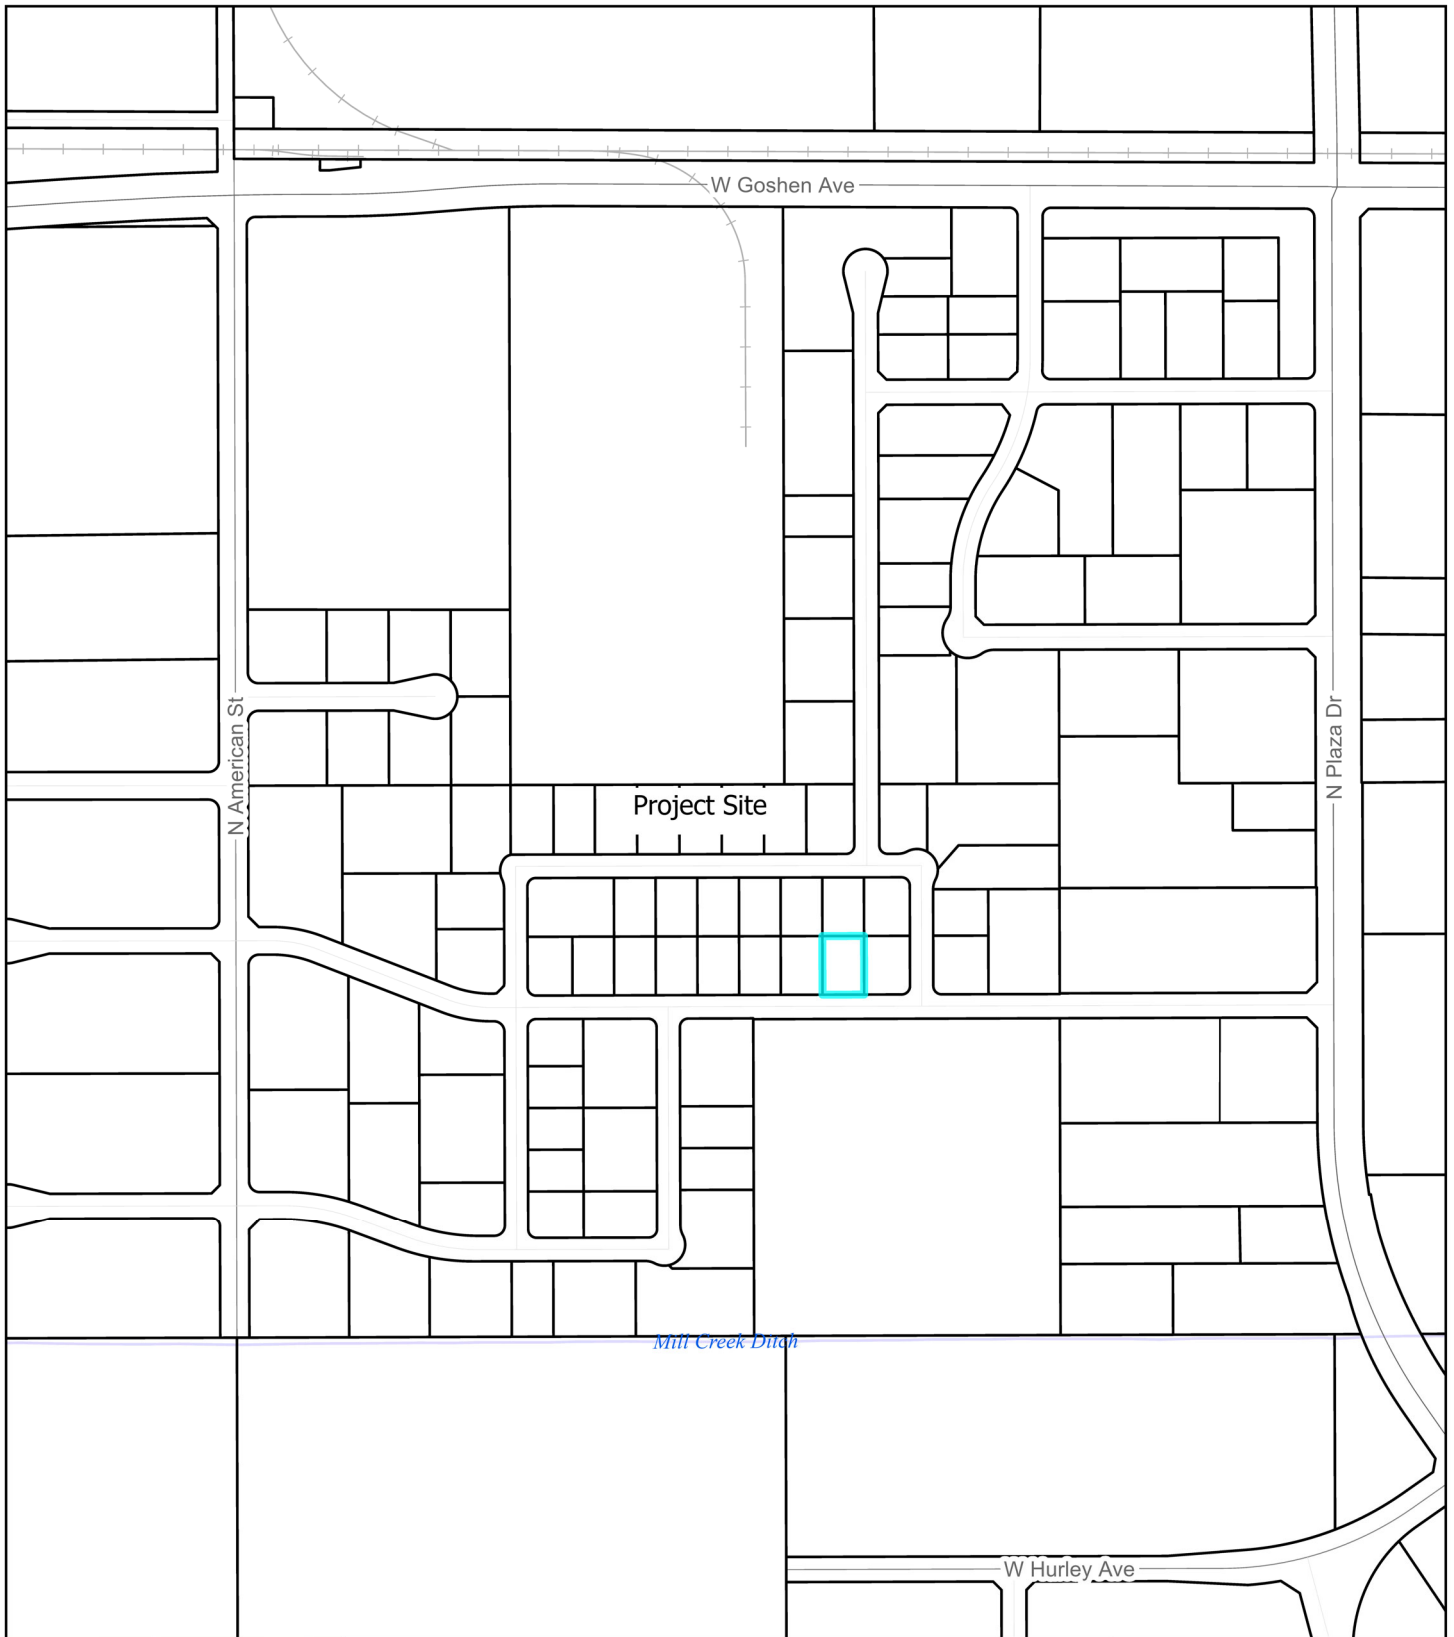 W Goshen Ave
N American St
N Plaza Dr
Project Site
Mill Creek Ditch
W Hurley Ave